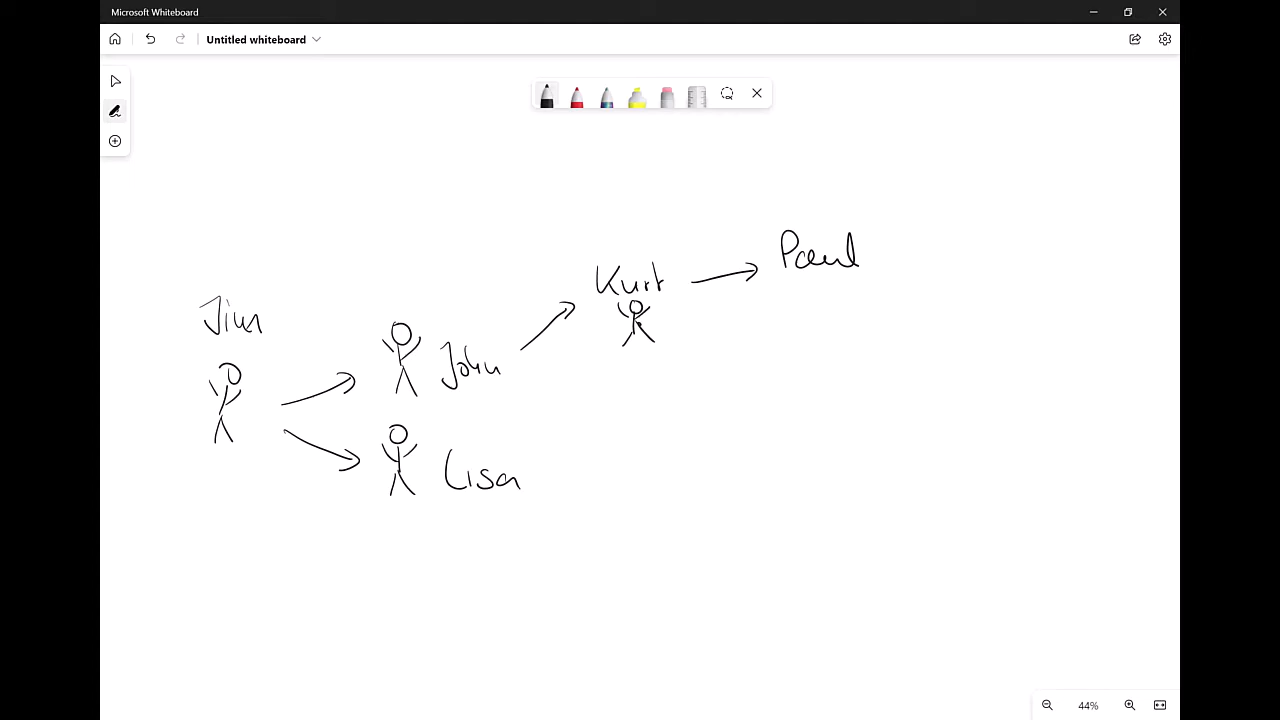 Microsoft Whiteboard
Untitled whiteboard
Paul
Kurt
Jim
John
Lisa
44%